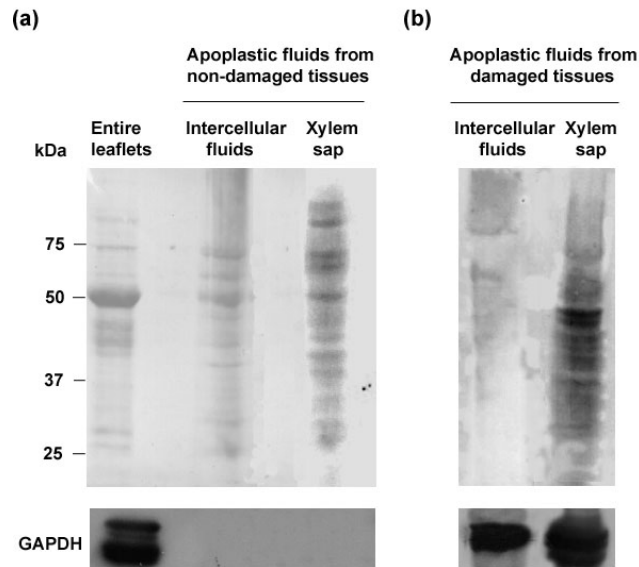 (a)
(b)
Apoplastic fluids from
non-damaged tissues
Apoplastic fluids from
damaged tissues
kDa
Entire
leaflets
Intercellular
fluids
Xylem
sap
Intercellular
fluids
Xylem
sap
75
50
37
25
GAPDH